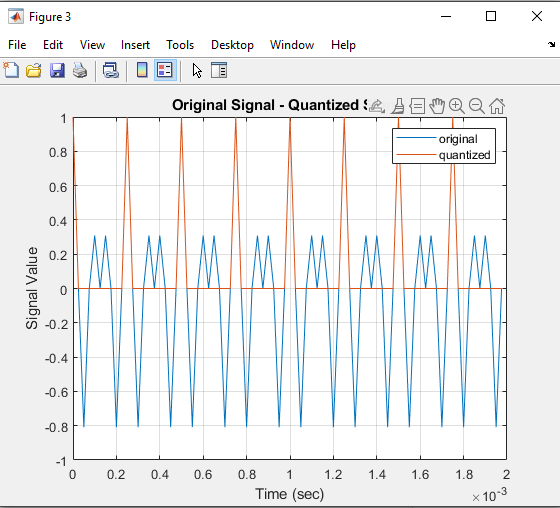 Figure 3
File Edit View Insert Tools Desktop Window Help
Original Signal - Quantized
original
quantized
1
0.8
0.6
0.4
0.2
0
-0.2
-0.4
-0.6
-0.8
-1
Signal Value
0 0.2 0.4 0.6 0.8 1 1.2 1.4 1.6 1.8 2
Time (sec)
×10⁻³